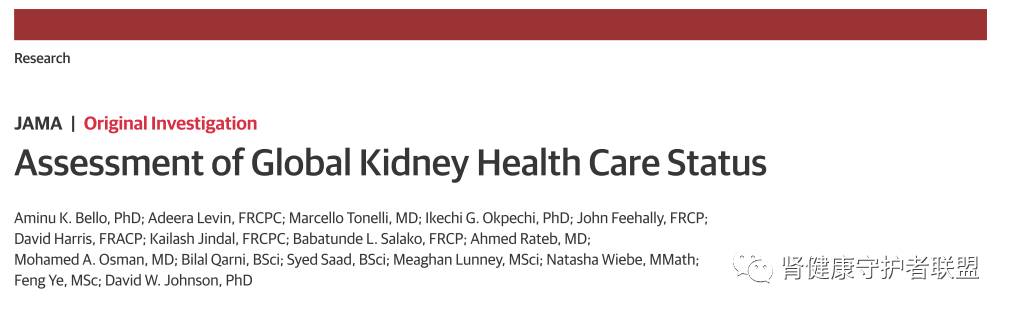 Research
JAMA | Original Investigation
Assessment of Global Kidney Health Care Status
Aminu K. Bello, PhD; Adeera Levin, FRCPC; Marcello Tonelli, MD; Ikechi G. Okpechi, PhD; John Feehally, FRCP;
David Harris, FRACP; Kailash Jindal, FRCPC; Babatunde L. Salako, FRCP; Ahmed Rateb, MD;
Mohamed A. Osman, MD; Bilal Qarni, BSci; Syed Saad, BSci; Meaghan Lunney, MSci; Natasha Wiebe, MMath;
Feng Ye, MSc; David W. Johnson, PhD
肾健康守护者联盟